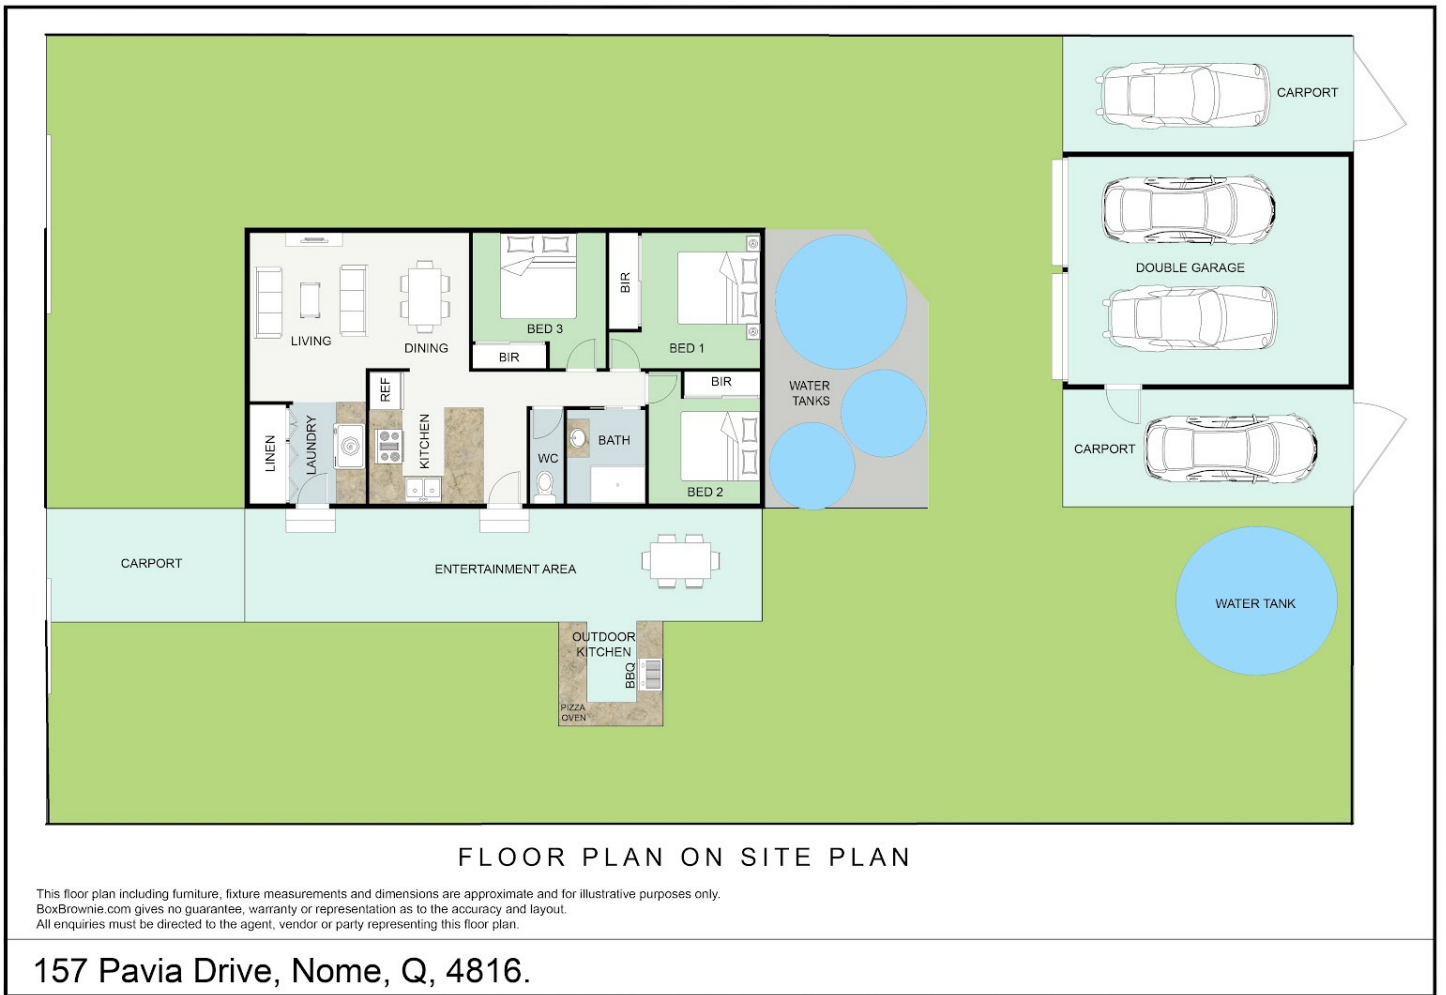 CARPORT
DOUBLE GARAGE
CARPORT
LIVING
DINING
BED 3
BIR
BIR
BED 1
BIR
REF
LINEN
LAUNDRY
KITCHEN
WC
BATH
BED 2
WATER
TANKS
CARPORT
ENTERTAINMENT AREA
WATER TANK
OUTDOOR
KITCHEN
BBQ
PIZZA
OVEN
FLOOR PLAN ON SITE PLAN
This floor plan including furniture, fixture measurements and dimensions are approximate and for illustrative purposes only.
BoxBrownie.com gives no guarantee, warranty or representation as to the accuracy and layout.
All enquiries must be directed to the agent, vendor or party representing this floor plan.
157 Pavia Drive, Nome, Q, 4816.